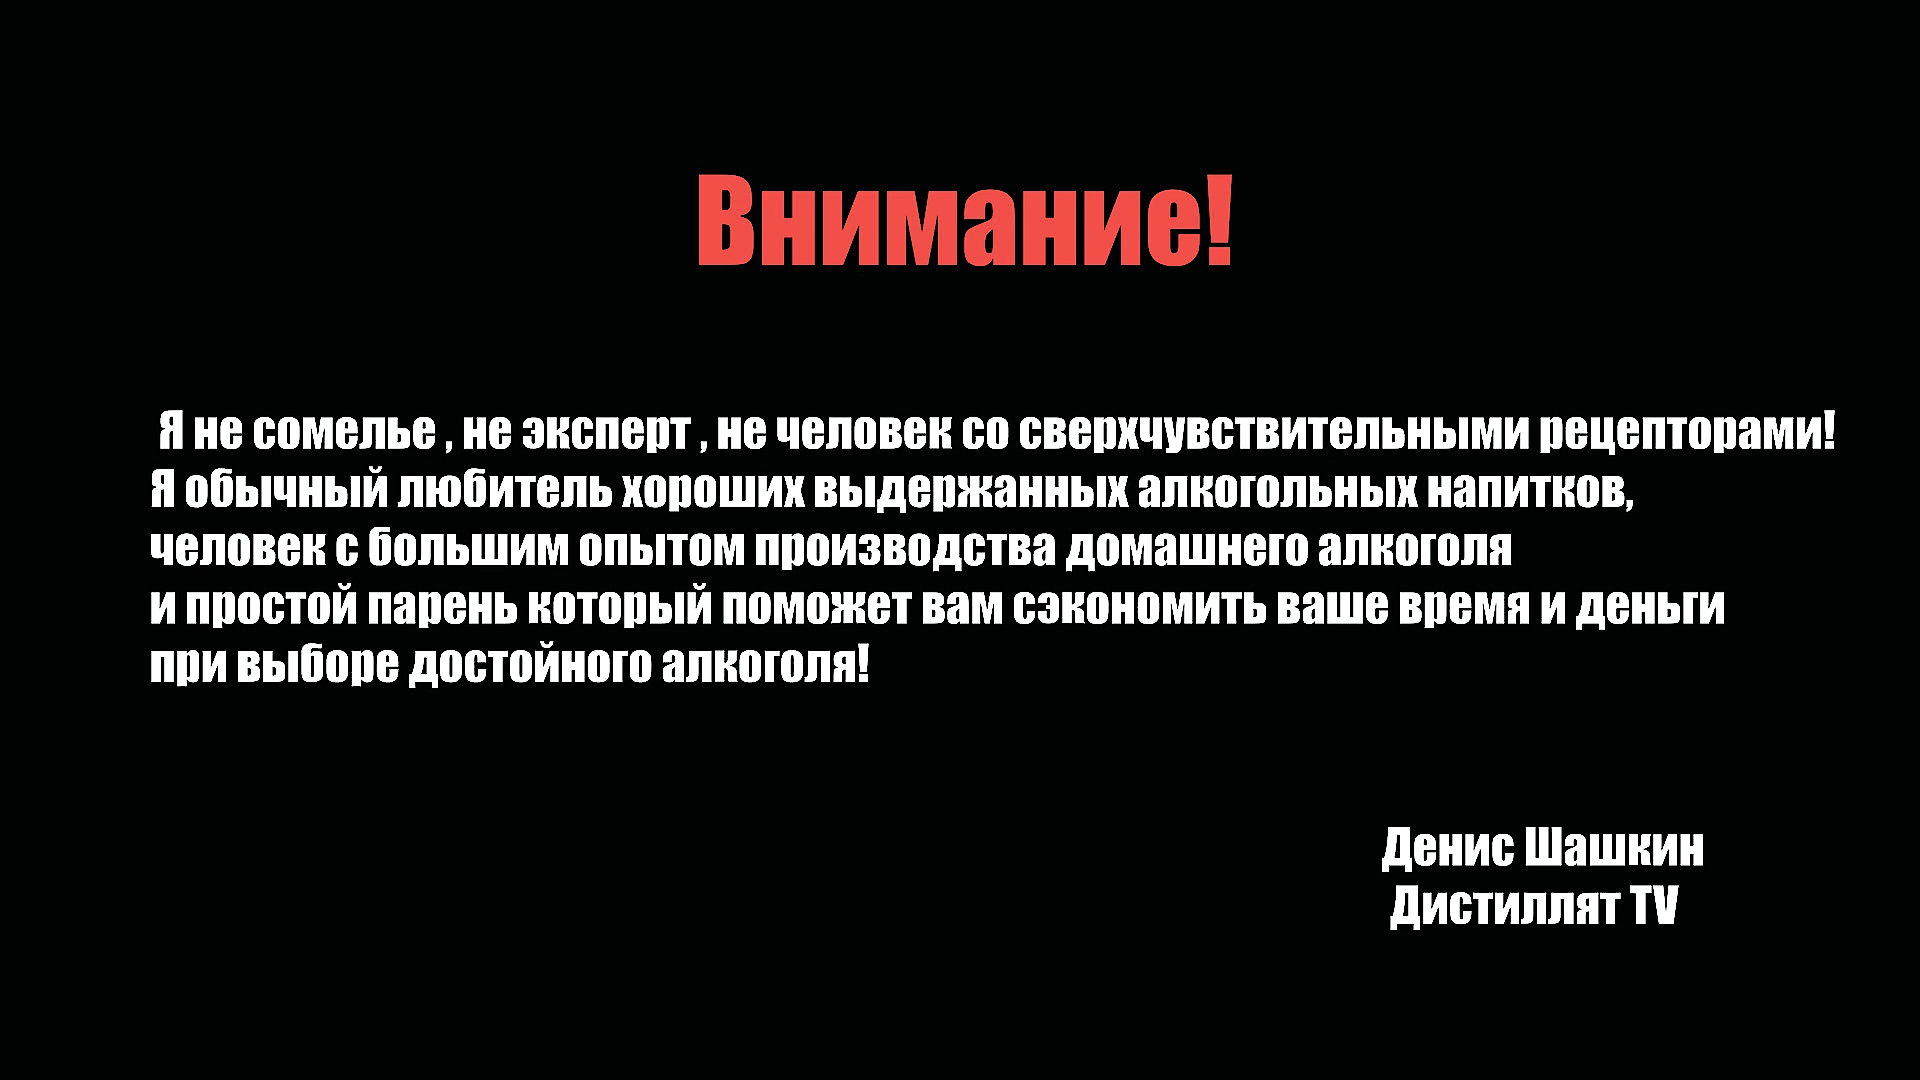 Внимание!
Я не сомелье , не эксперт , не человек со сверхчувствительными рецепторами!
Я обычный любитель хороших выдержанных алкогольных напитков,
человек с большим опытом производства домашнего алкоголя
и простой парень который поможет вам сэкономить ваше время и деньги
при выборе достойного алкоголя!
Денис Шашкин
Дистиллят TV